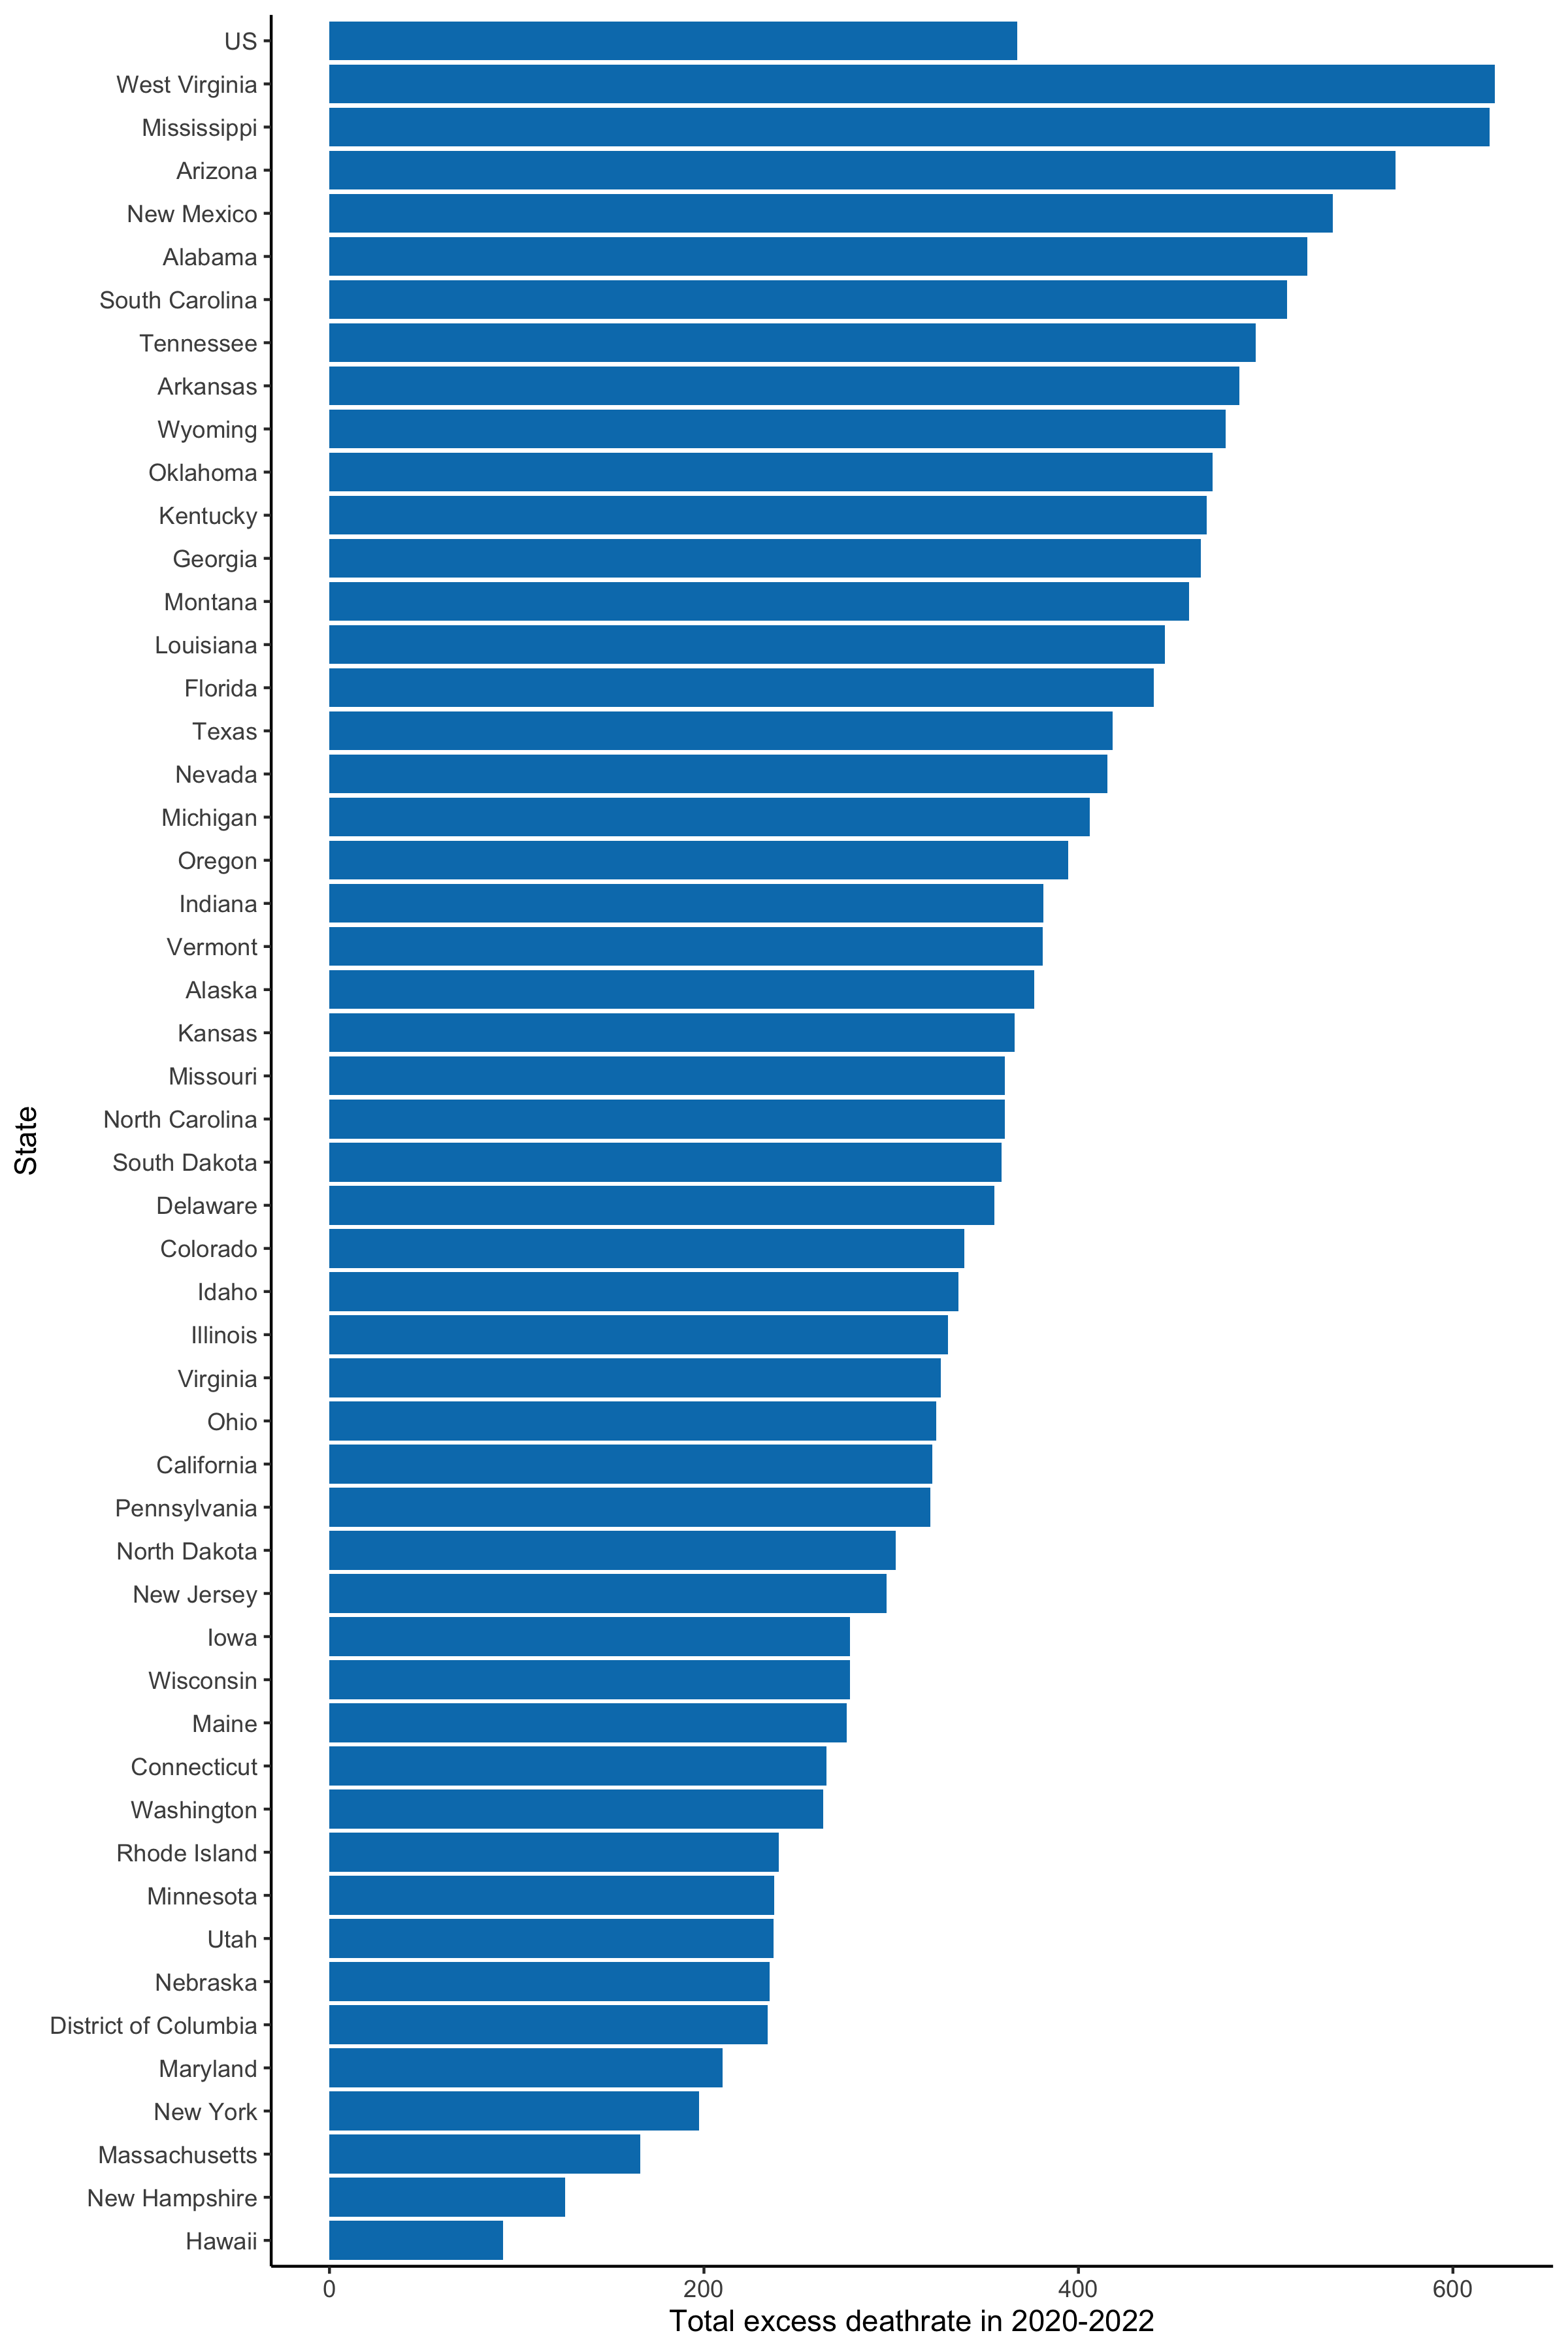 US
West Virginia
Mississippi
Arizona
New Mexico
Alabama
South Carolina
Tennessee
Arkansas
Wyoming
Oklahoma
Kentucky
Georgia
Montana
Louisiana
Florida
Texas
Nevada
Michigan
Oregon
Indiana
Vermont
Alaska
Kansas
Missouri
North Carolina
South Dakota
Delaware
Colorado
Idaho
Illinois
Virginia
Ohio
California
Pennsylvania
North Dakota
New Jersey
Iowa
Wisconsin
Maine
Connecticut
Washington
Rhode Island
Minnesota
Utah
Nebraska
District of Columbia
Maryland
New York
Massachusetts
New Hampshire
Hawaii
State
0 200 400 600
Total excess deathrate in 2020-2022